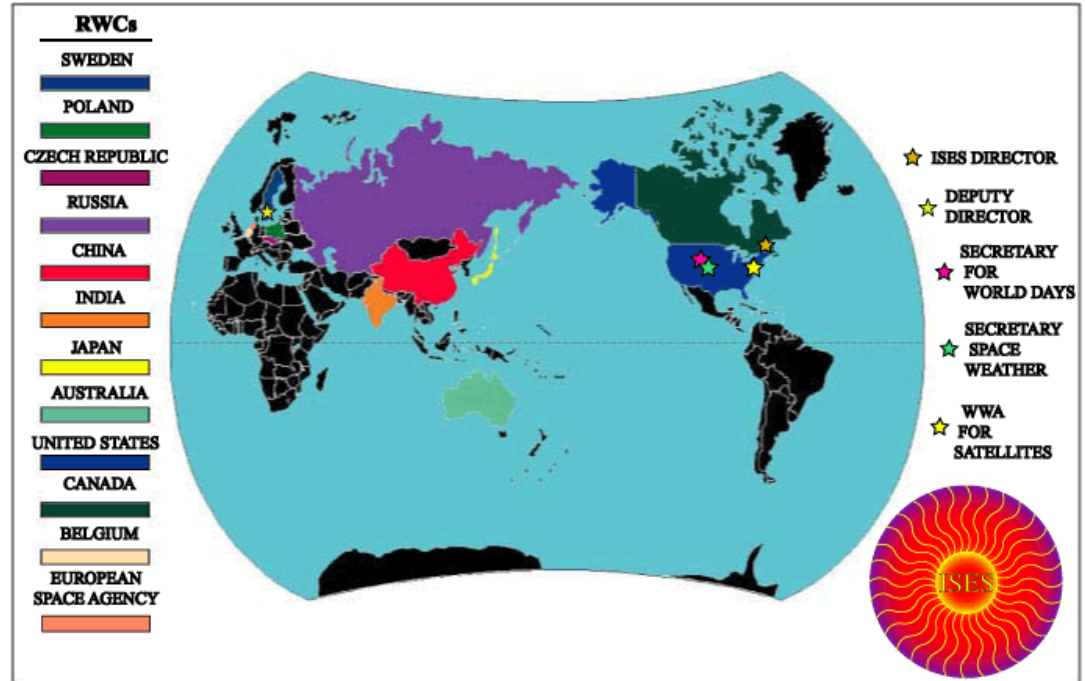 RWCs
SWEDEN
POLAND
CZECH REPUBLIC
RUSSIA
CHINA
INDIA
JAPAN
AUSTRALIA
UNITED STATES
CANADA
BELGIUM
EUROPEAN
SPACE AGENCY
ISES DIRECTOR
DEPUTY
DIRECTOR
SECRETARY
FOR
WORLD DAYS
SECRETARY
SPACE
WEATHER
WWA
FOR
SATELLITES
ISES